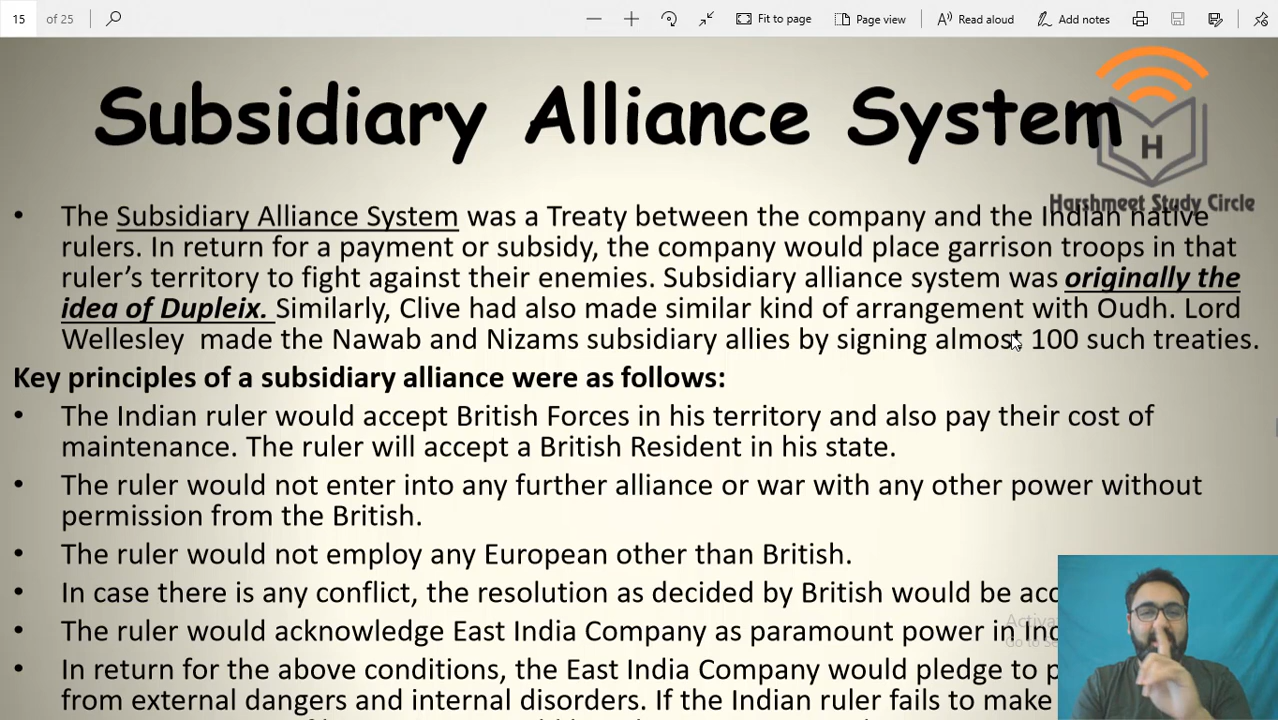 15 of 25 Fit to page Page view Read aloud Add notes
Subsidiary Alliance System
H
Harshmeet Study Circle
• The Subsidiary Alliance System was a Treaty between the company and the Indian native
rulers. In return for a payment or subsidy, the company would place garrison troops in that
ruler’s territory to fight against their enemies. Subsidiary alliance system was originally the
idea of Dupleix. Similarly, Clive had also made similar kind of arrangement with Oudh. Lord
Wellesley made the Nawab and Nizams subsidiary allies by signing almost 100 such treaties.
Key principles of a subsidiary alliance were as follows:
• The Indian ruler would accept British Forces in his territory and also pay their cost of
maintenance. The ruler will accept a British Resident in his state.
• The ruler would not enter into any further alliance or war with any other power without
permission from the British.
• The ruler would not employ any European other than British.
• In case there is any conflict, the resolution as decided by British would be acc
• The ruler would acknowledge East India Company as paramount power in Ind
• In return for the above conditions, the East India Company would pledge to p
from external dangers and internal disorders. If the Indian ruler fails to make